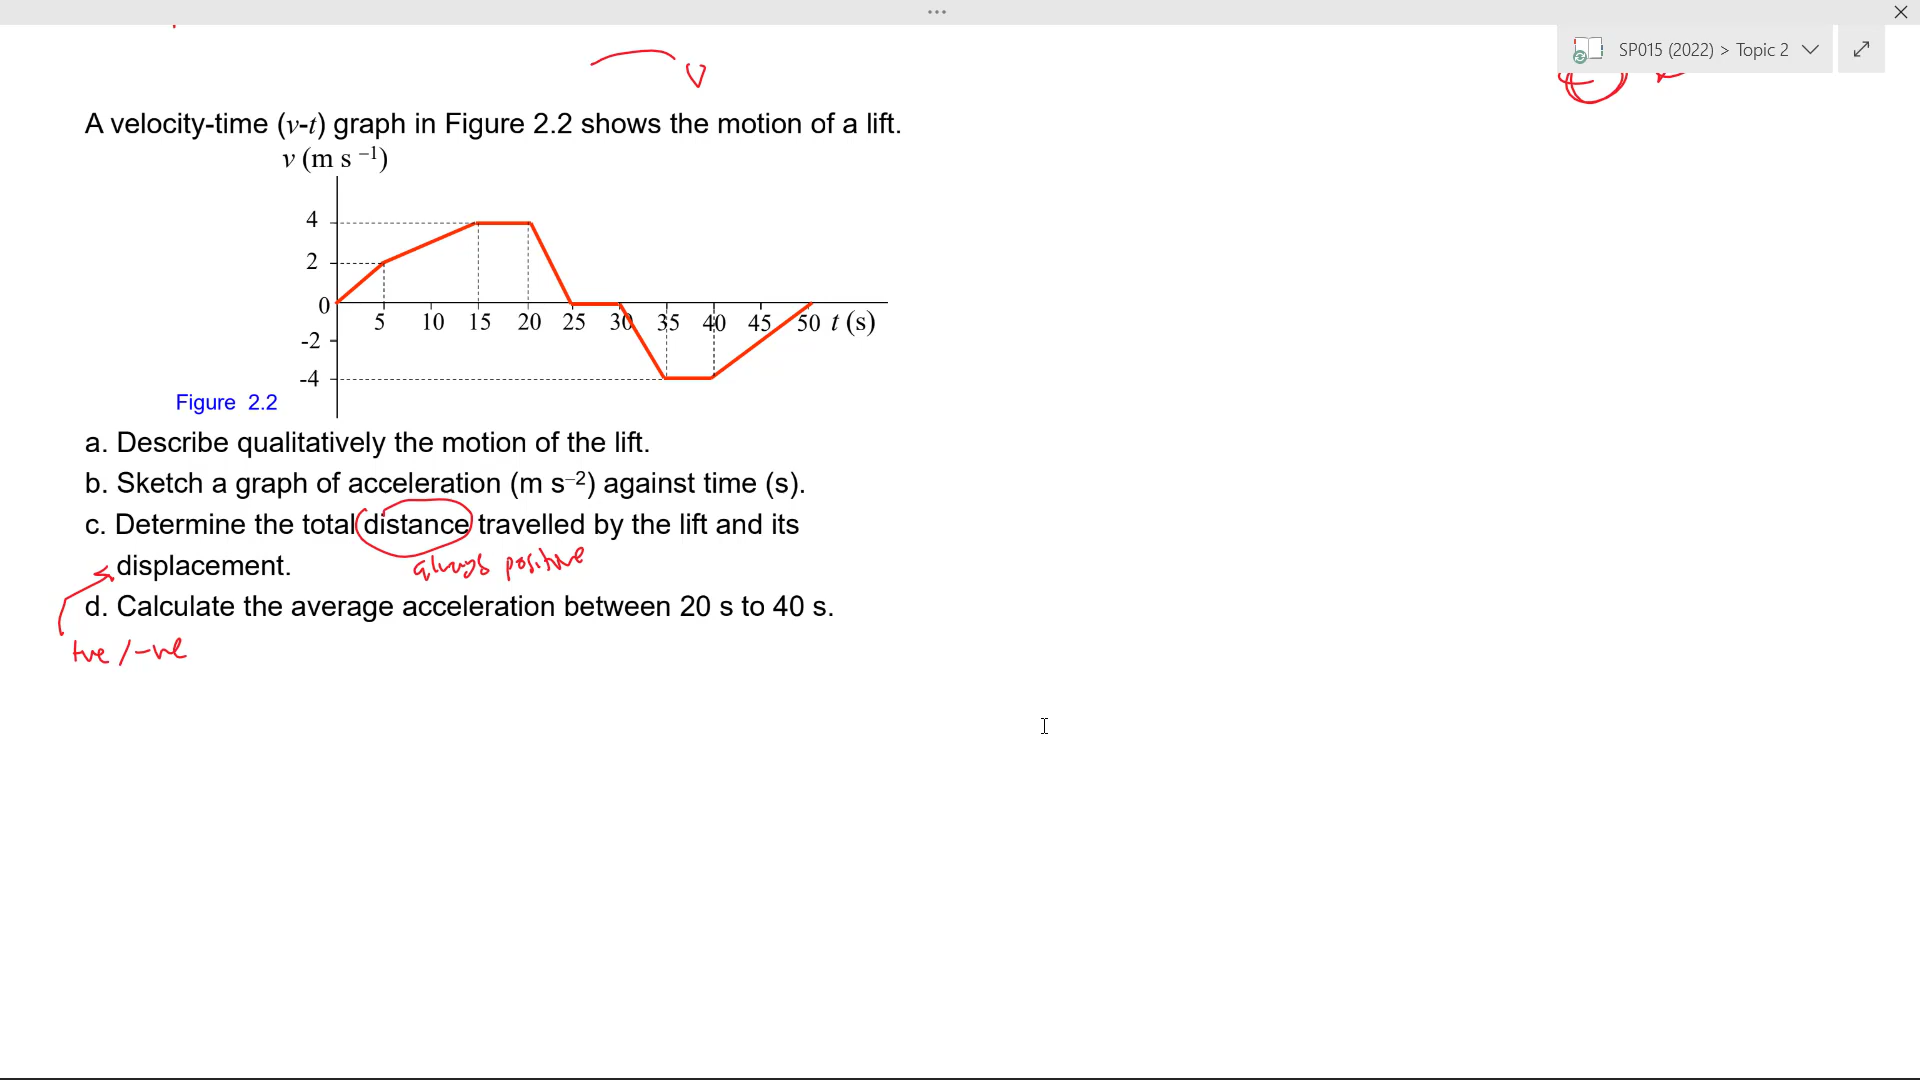 SP015 (2022) > Topic 2
A velocity-time (v-t) graph in Figure 2.2 shows the motion of a lift.
v (m s ⁻¹)
4
2
0
5 10 15 20 25 30 35 40 45 50 t (s)
-2
-4
Figure 2.2
a. Describe qualitatively the motion of the lift.
b. Sketch a graph of acceleration (m s⁻²) against time (s).
c. Determine the total distance travelled by the lift and its
displacement.
always positive
d. Calculate the average acceleration between 20 s to 40 s.
+ve /-ve